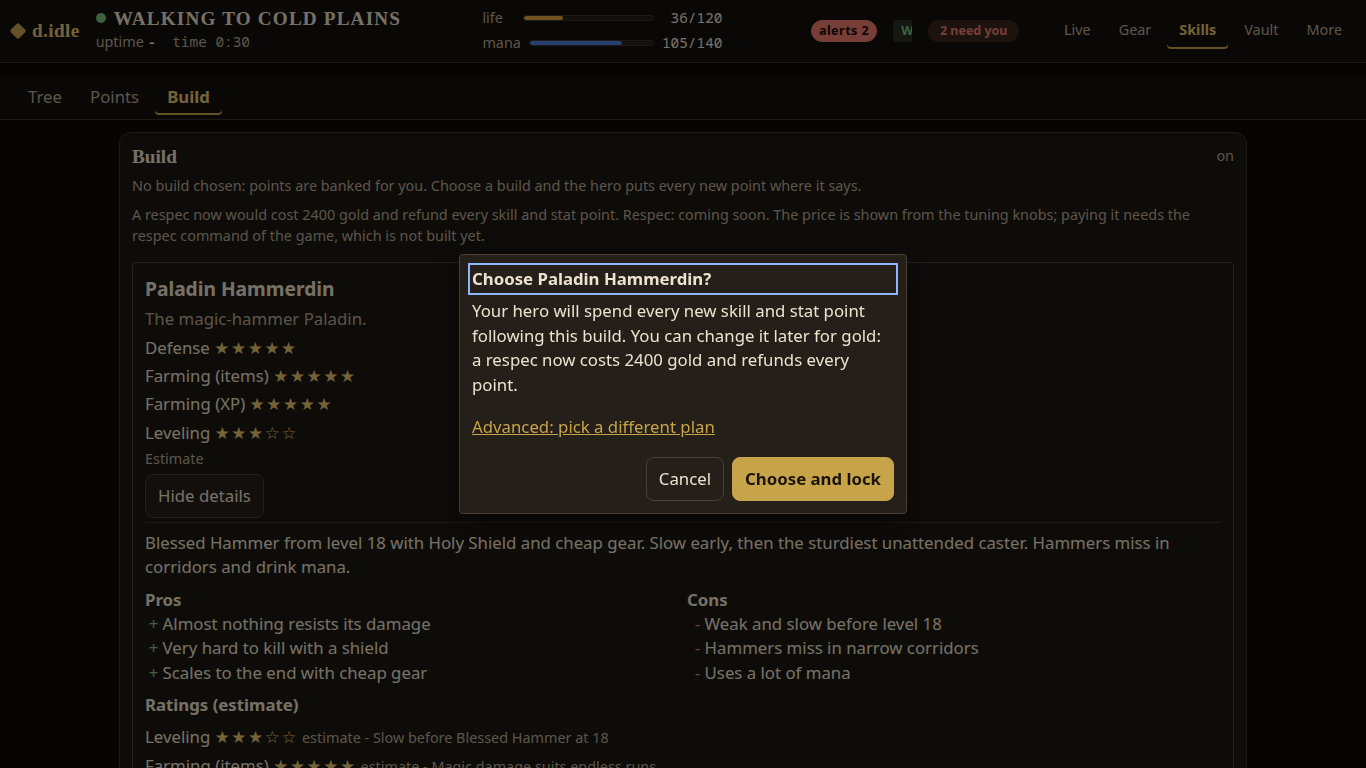 d.idle
WALKING TO COLD PLAINS
uptime - time 0:30
life 36/120
mana 105/140
alerts 2
W
2 need you
Live Gear Skills Vault More
Tree Points Build
Build on
No build chosen: points are banked for you. Choose a build and the hero puts every new point where it says.
A respec now would cost 2400 gold and refund every skill and stat point. Respec: coming soon. The price is shown from the tuning knobs; paying it needs the
respec command of the game, which is not built yet.
Paladin Hammerdin
The magic-hammer Paladin.
Defense ★★★★★
Farming (items) ★★★★★
Farming (XP) ★★★★★
Leveling ★★★☆☆
Estimate
Hide details
Choose Paladin Hammerdin?
Your hero will spend every new skill and stat point
following this build. You can change it later for gold:
a respec now costs 2400 gold and refunds every
point.
Advanced: pick a different plan
Cancel Choose and lock
Blessed Hammer from level 18 with Holy Shield and cheap gear. Slow early, then the sturdiest unattended caster. Hammers miss in
corridors and drink mana.
Pros
+ Almost nothing resists its damage
+ Very hard to kill with a shield
+ Scales to the end with cheap gear
Cons
- Weak and slow before level 18
- Hammers miss in narrow corridors
- Uses a lot of mana
Ratings (estimate)
Leveling ★★★☆☆ estimate - Slow before Blessed Hammer at 18
Farming (items) ★★★★★ estimate - Magic damage suits endless runs